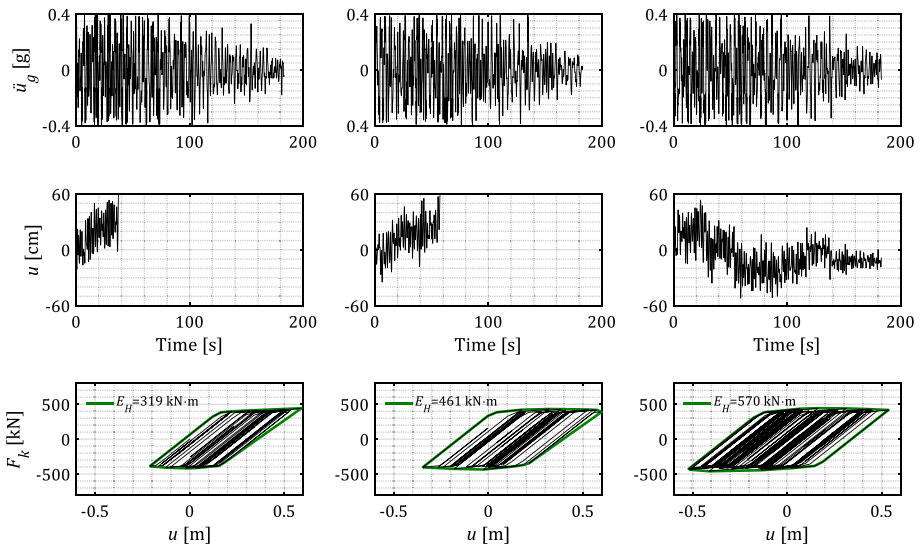 ü_g [g]
0.4
0
-0.4
0 100 200
0.4
0
0.4
0 100 200
0.4
0
-0.4
0 100 200
u [cm]
60
0
-60
0 100 200
Time [s]
60
0
-60
0 100 200
Time [s]
60
0
-60
0 100 200
Time [s]
F_k [kN]
500
0
-500
E_H=319 kN·m
-0.5 0 0.5
u [m]
500
0
-500
E_H=461 kN·m
-0.5 0 0.5
u [m]
500
0
-500
E_H=570 kN·m
-0.5 0 0.5
u [m]